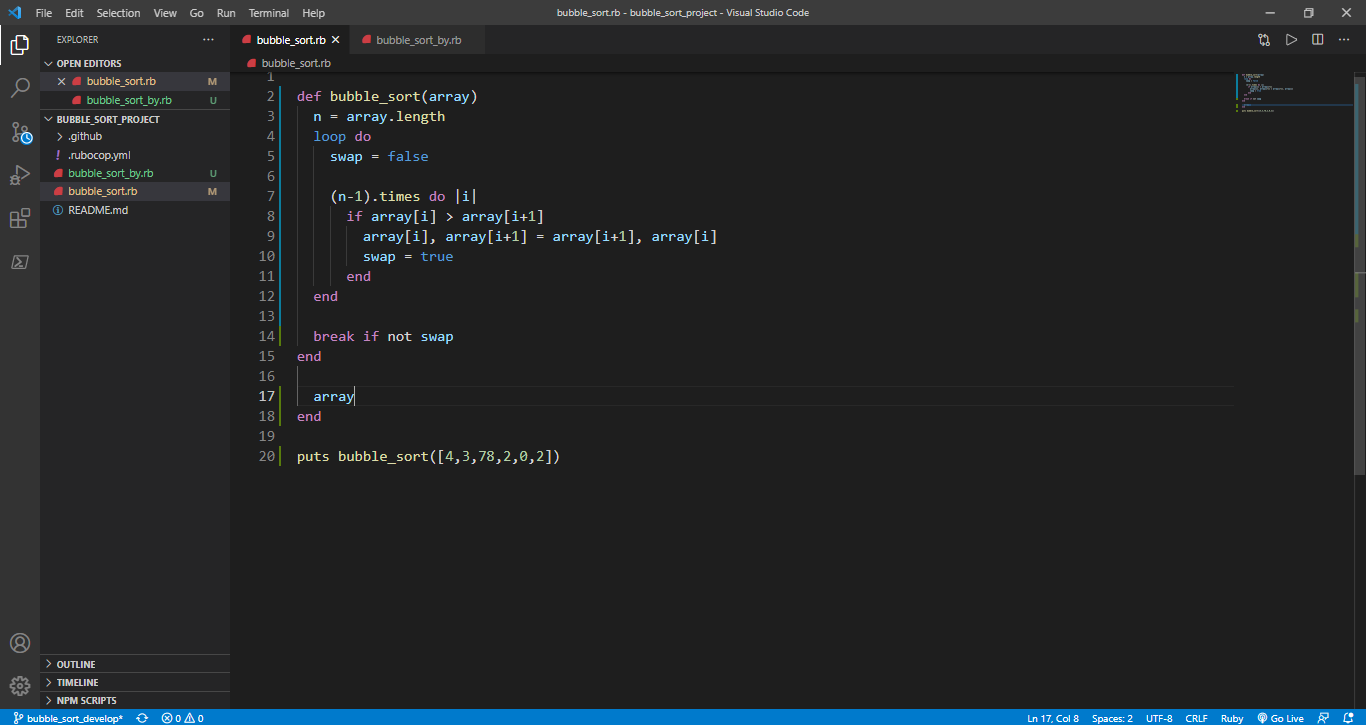 File Edit Selection View Go Run Terminal Help
bubble_sort.rb - bubble_sort_project - Visual Studio Code
EXPLORER
OPEN EDITORS
bubble_sort.rb M
bubble_sort_by.rb U
BUBBLE_SORT_PROJECT
.github
! .rubocop.yml
bubble_sort_by.rb U
bubble_sort.rb M
README.md
OUTLINE
TIMELINE
NPM SCRIPTS
bubble_sort.rb bubble_sort_by.rb
bubble_sort.rb
1
2 def bubble_sort(array)
3   n = array.length
4   loop do
5     swap = false
6
7     (n-1).times do |i|
8       if array[i] > array[i+1]
9         array[i], array[i+1] = array[i+1], array[i]
10         swap = true
11       end
12   end
13
14   break if not swap
15 end
16
17   array
18 end
19
20 puts bubble_sort([4,3,78,2,0,2])
bubble_sort_develop* 0 0 Ln 17, Col 8 Spaces: 2 UTF-8 CRLF Ruby Go Live